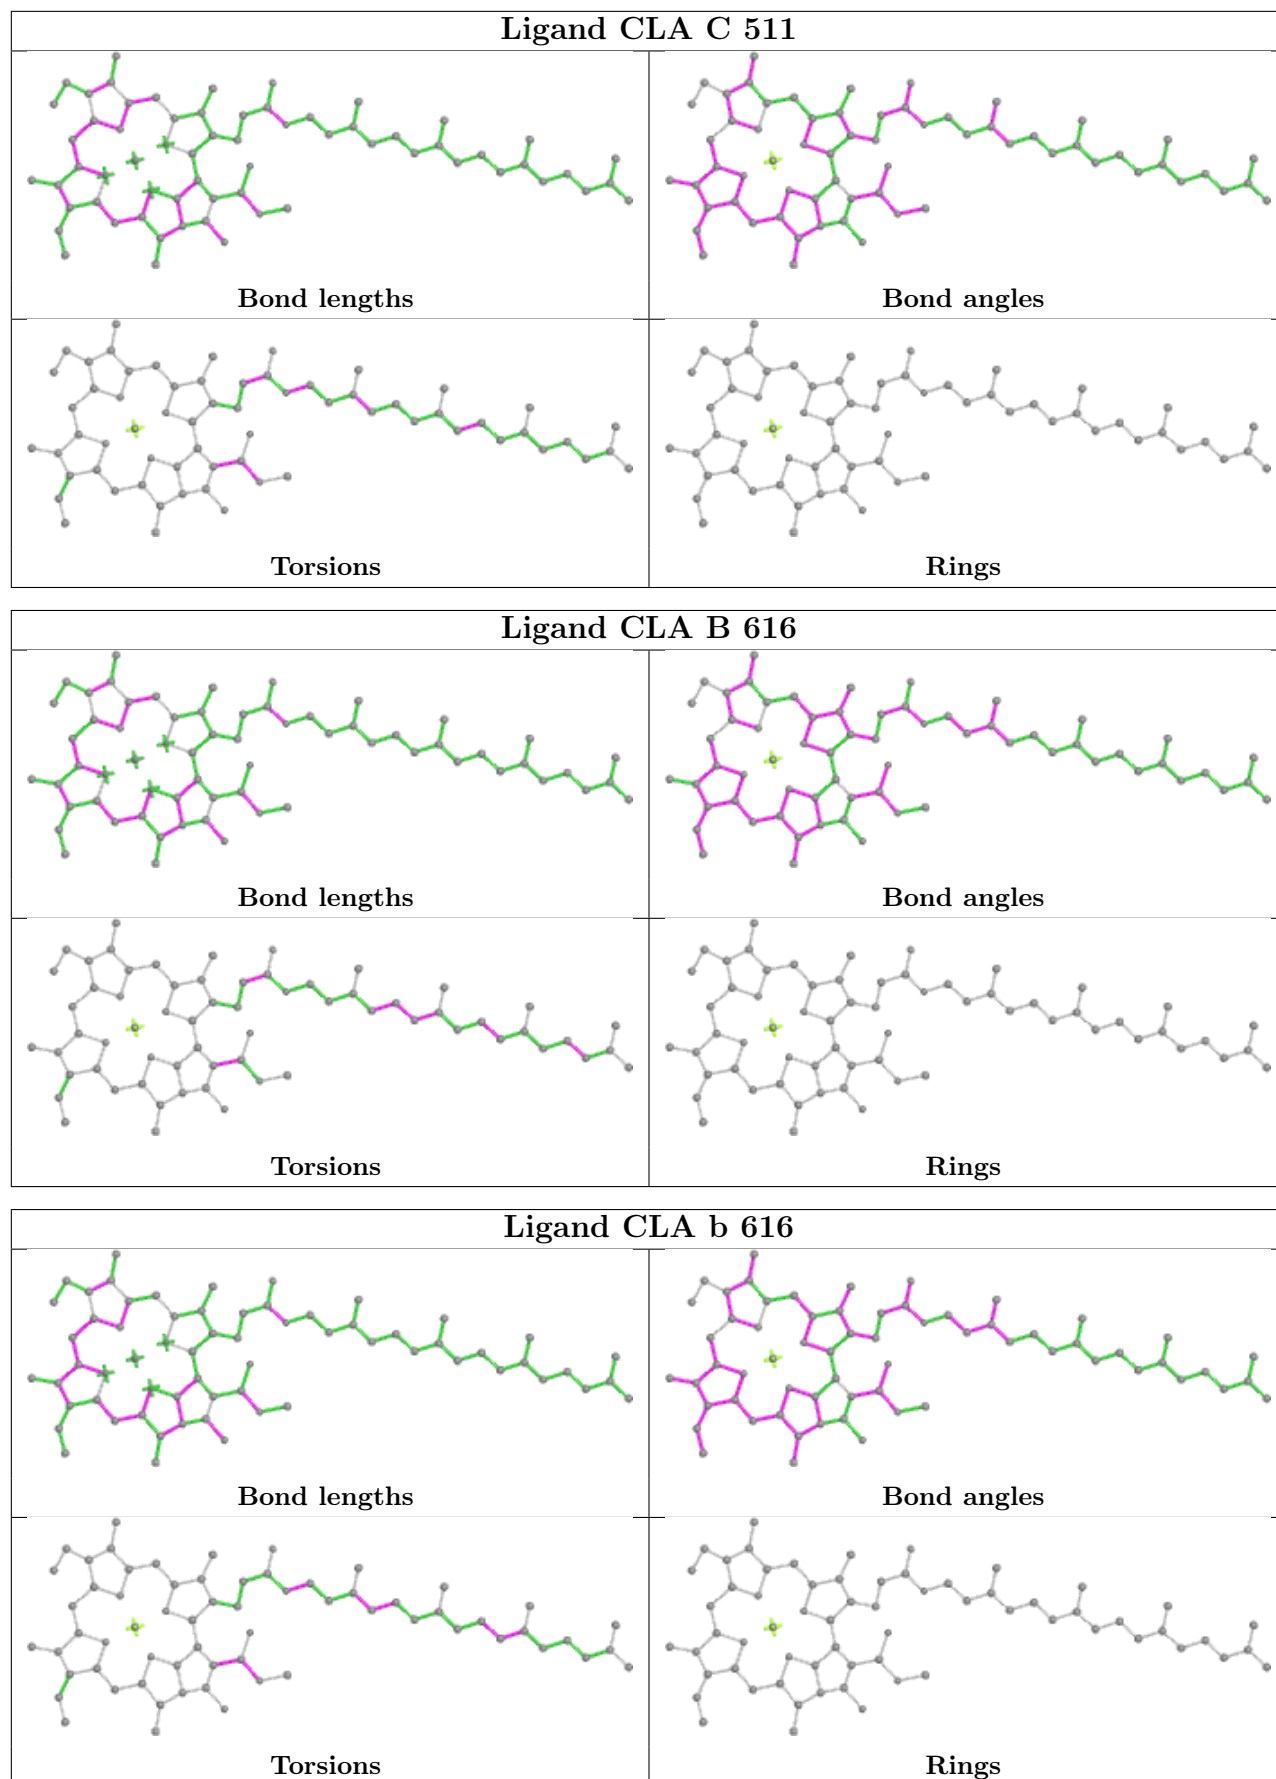 Ligand CLA C 511
Bond lengths
Bond angles
Torsions
Rings
Ligand CLA B 616
Bond lengths
Bond angles
Torsions
Rings
Ligand CLA b 616
Bond lengths
Bond angles
Torsions
Rings